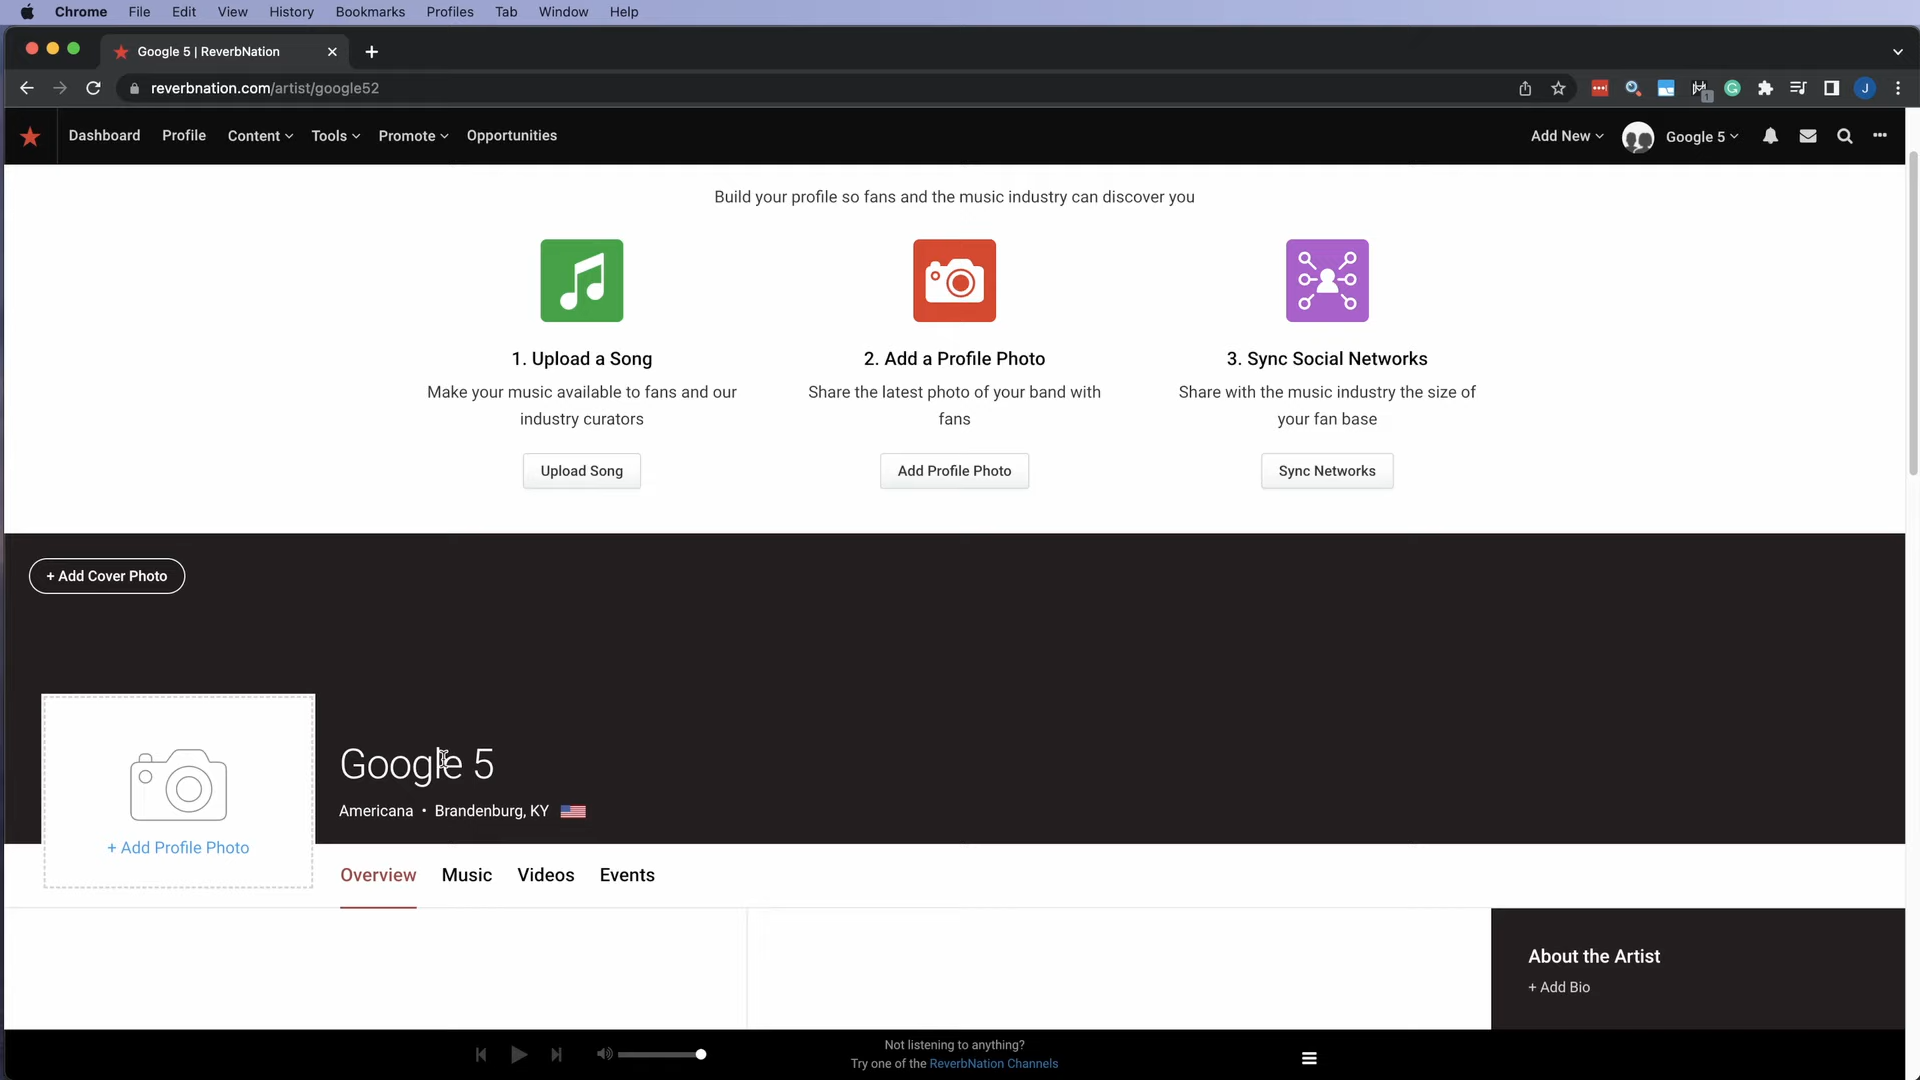 Chrome File Edit View History Bookmarks Profiles Tab Window Help
Google 5 | ReverbNation
reverbnation.com/artist/google52
J
1
Dashboard Profile Content Tools Promote Opportunities
Add New Google 5
Build your profile so fans and the music industry can discover you
1. Upload a Song
Make your music available to fans and our
industry curators
Upload Song
2. Add a Profile Photo
Share the latest photo of your band with
fans
Add Profile Photo
3. Sync Social Networks
Share with the music industry the size of
your fan base
Sync Networks
+ Add Cover Photo
+ Add Profile Photo
Google 5
Americana • Brandenburg, KY
Overview Music Videos Events
About the Artist
+ Add Bio
Not listening to anything?
Try one of the ReverbNation Channels